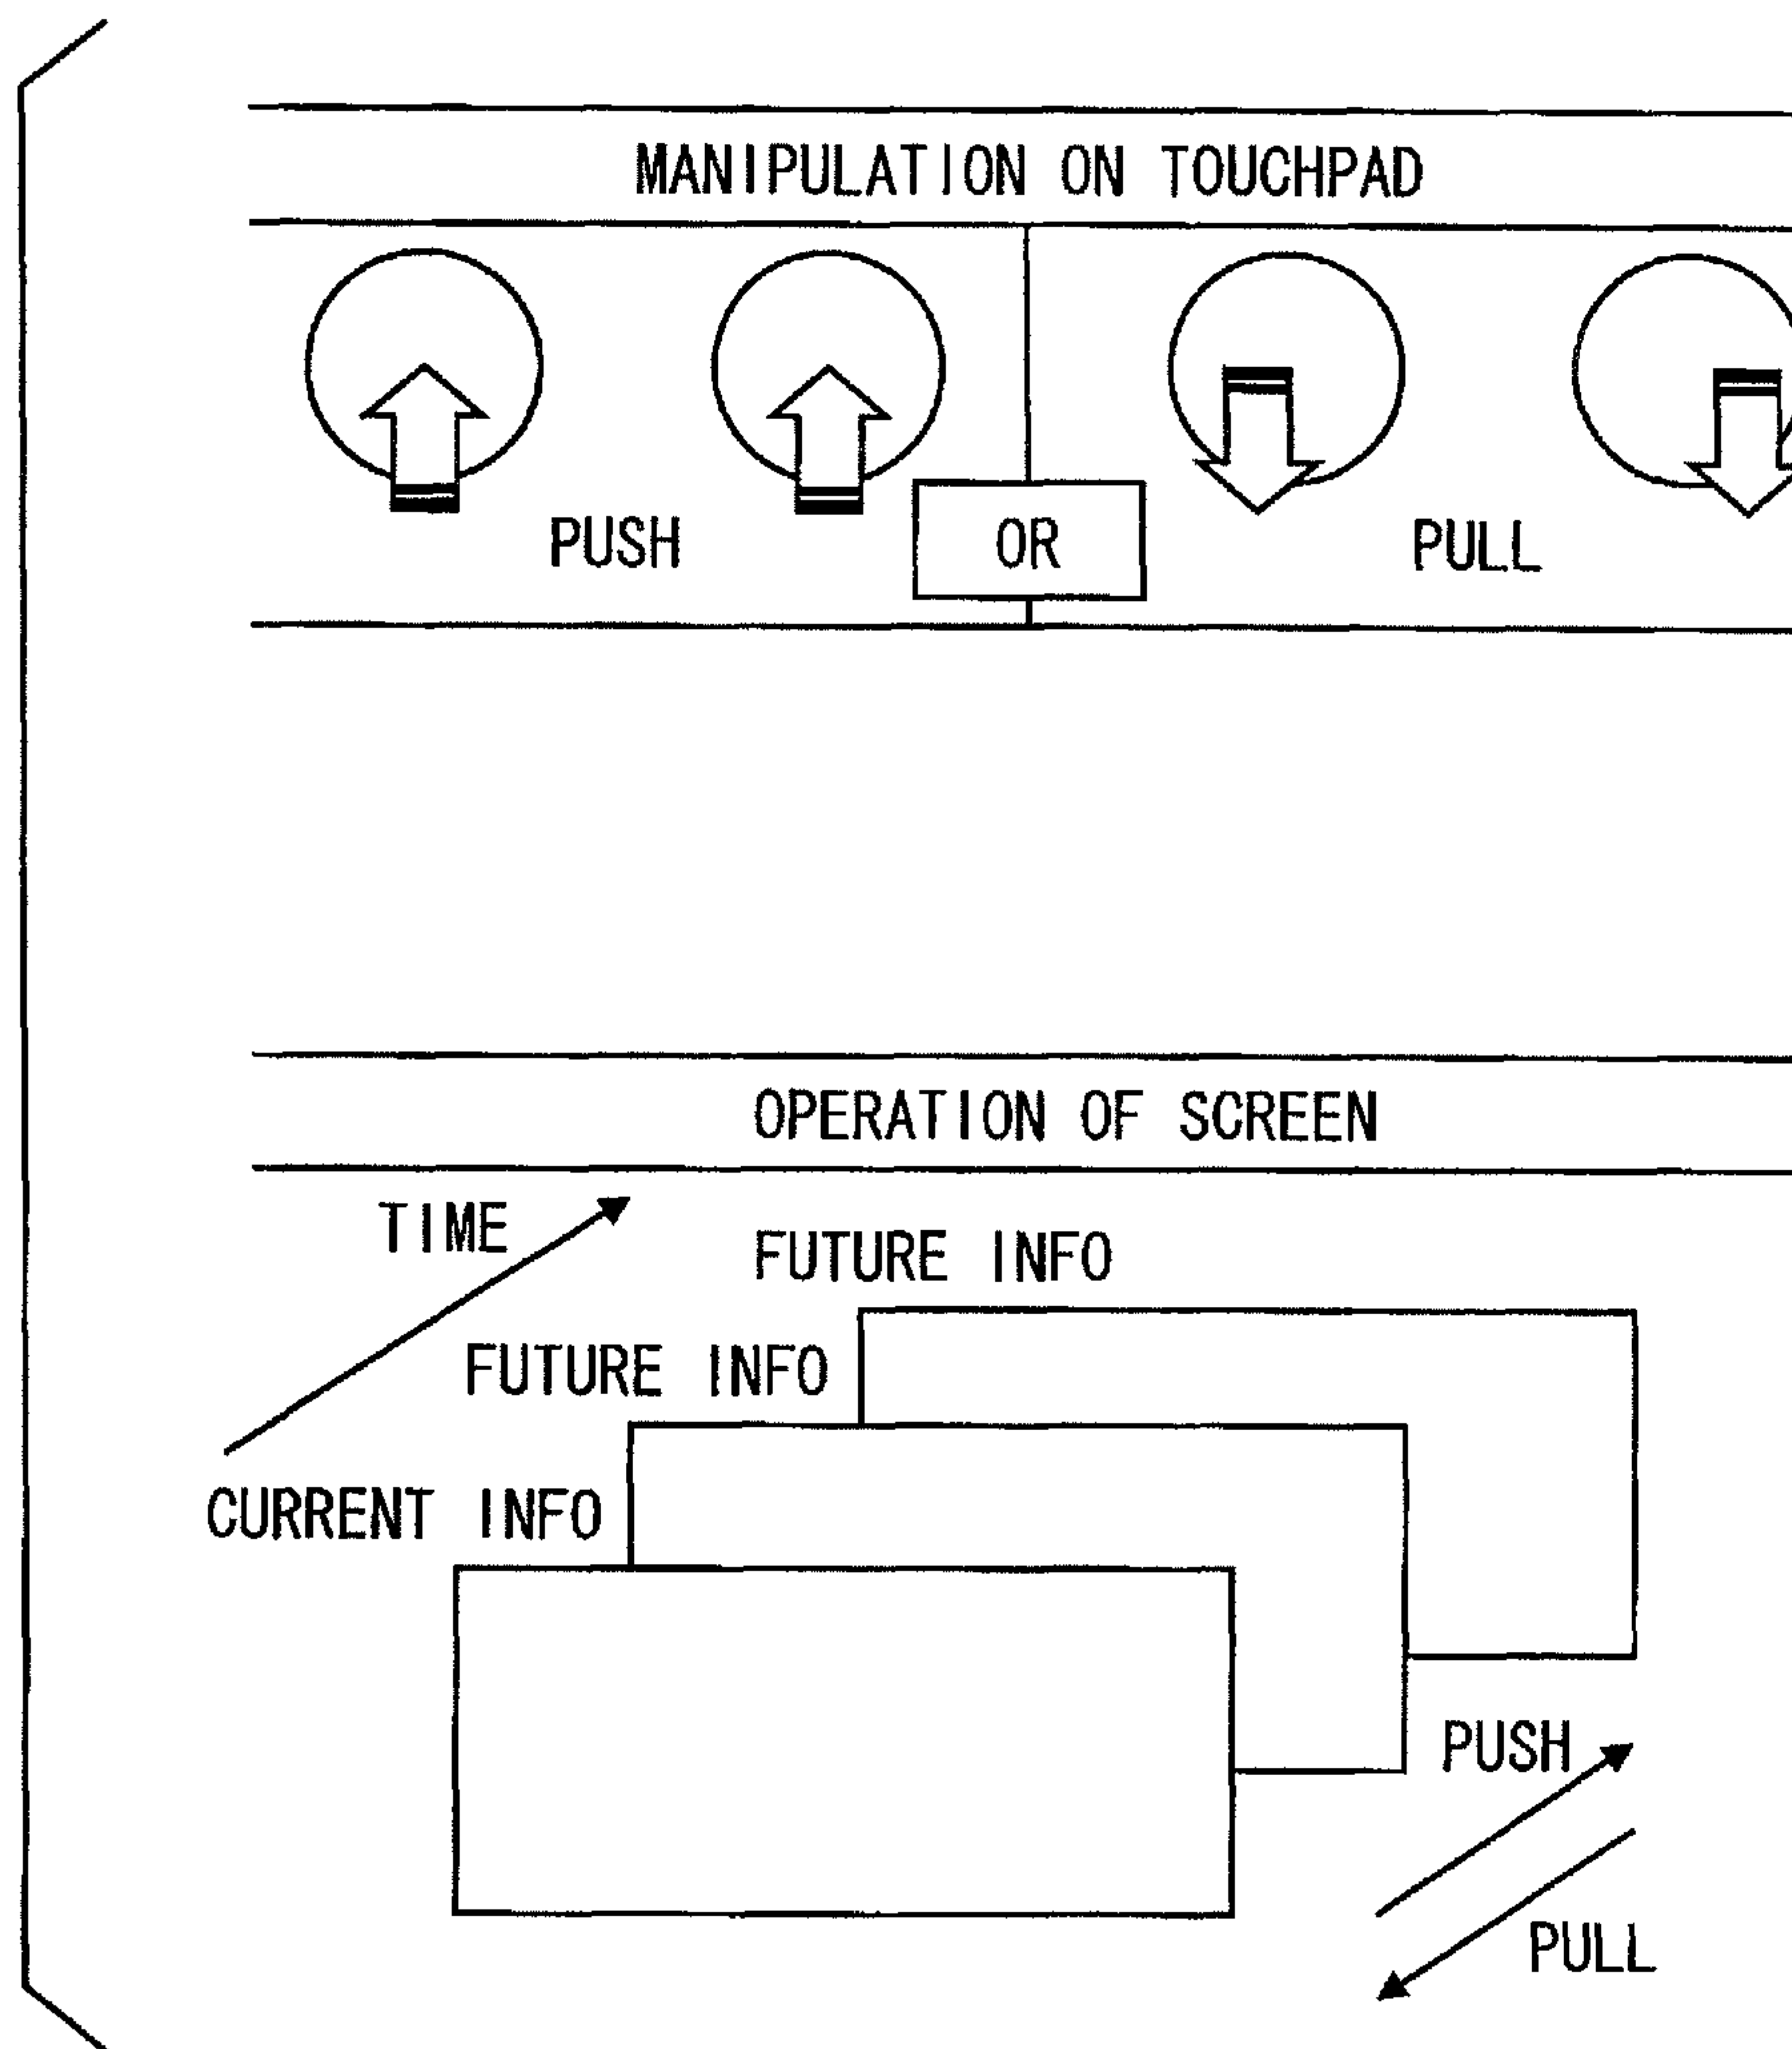 MANIPULATION ON TOUCHPAD
PUSH
OR
PULL
OPERATION OF SCREEN
TIME
FUTURE INFO
FUTURE INFO
CURRENT INFO
PUSH
PULL